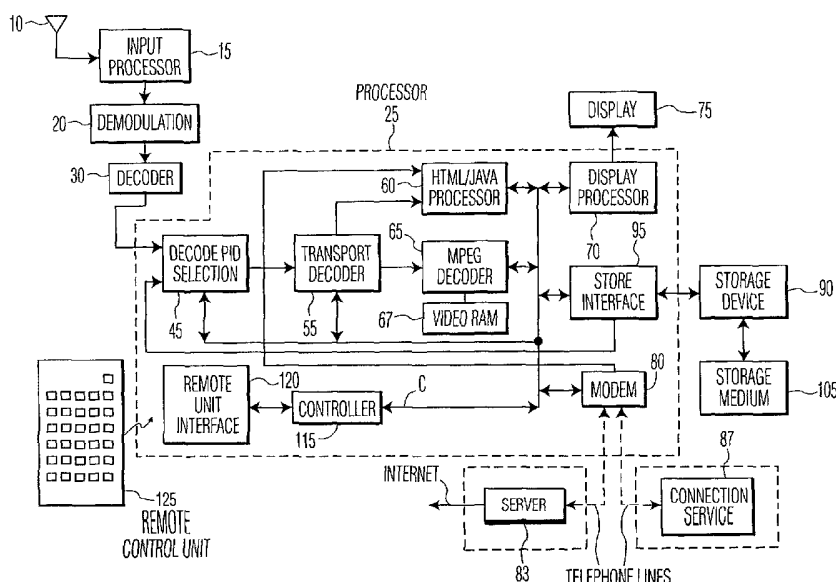 10
INPUT
PROCESSOR
15
20
DEMODULATION
30
DECODER
PROCESSOR
25
DISPLAY
75
60
HTML/JAVA
PROCESSOR
DISPLAY
PROCESSOR
70
DECODE PID
SELECTION
45
TRANSPORT
DECODER
55
65
MPEG
DECODER
67
VIDEO RAM
95
STORE
INTERFACE
STORAGE
DEVICE
90
STORAGE
MEDIUM
105
120
REMOTE
UNIT
INTERFACE
CONTROLLER
115
C
MODEM
80
125
REMOTE
CONTROL UNIT
INTERNET
SERVER
83
87
CONNECTION
SERVICE
TELEPHONE LINES